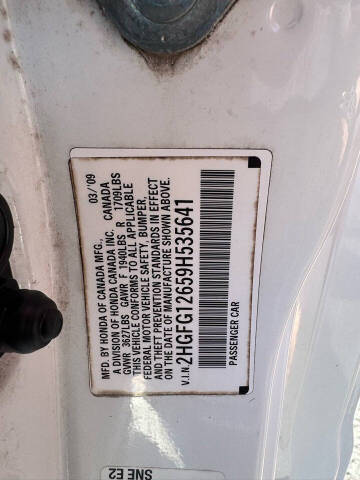 MFD. BY HONDA OF CANADA MFG., 03/'09
A DIVISION OF HONDA CANADA INC. CANADA
GVWR 3627LBS GAWR F 1940LBS R 1709LBS
THIS VEHICLE CONFORMS TO ALL APPLICABLE
FEDERAL MOTOR VEHICLE SAFETY, BUMPER,
AND THEFT PREVENTION STANDARDS IN EFFECT
ON THE DATE OF MANUFACTURE SHOWN ABOVE.
V.I.N. 2HGFG12659H535641
PASSENGER CAR
SNE E2